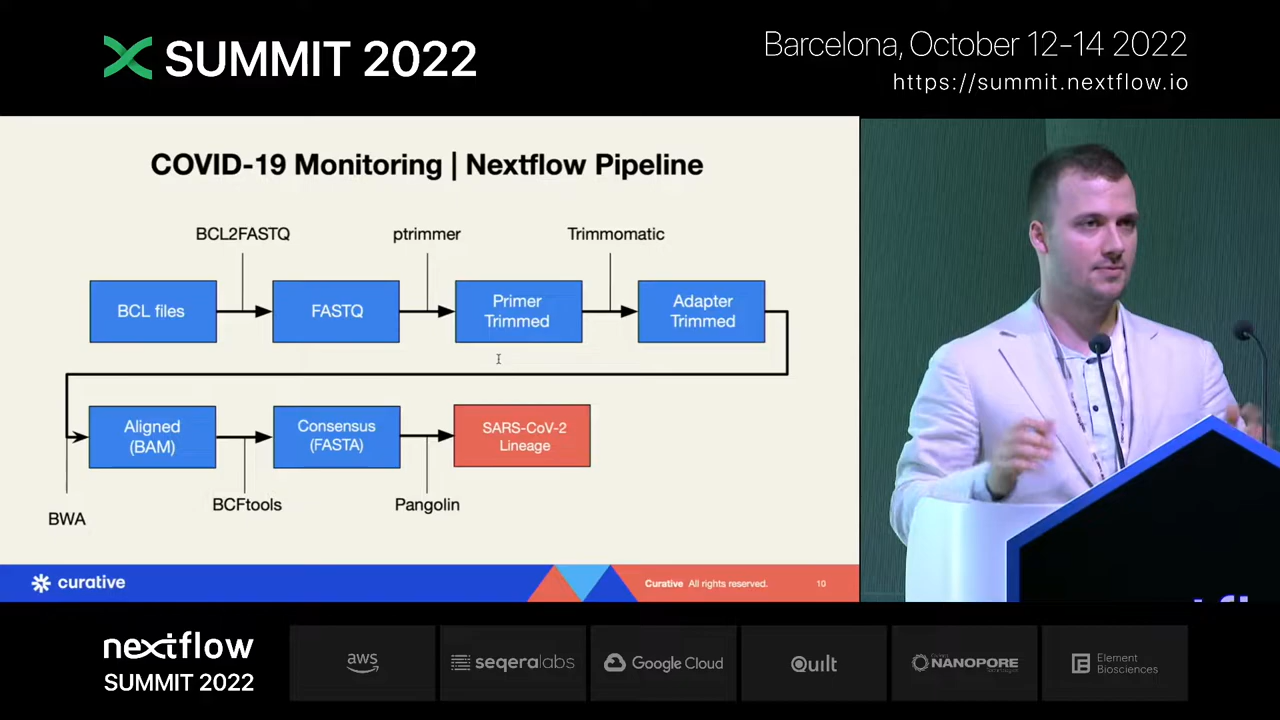 SUMMIT 2022
Barcelona, October 12-14 2022
https://summit.nextflow.io
COVID-19 Monitoring | Nextflow Pipeline
BCL2FASTQ
ptrimmer
Trimmomatic
BCL files
FASTQ
Primer
Trimmed
Adapter
Trimmed
Aligned
(BAM)
Consensus
(FASTA)
SARS-CoV-2
Lineage
BWA
BCFtools
Pangolin
curative
Curative All rights reserved.
10
nextflow
SUMMIT 2022
aws
seqeralabs
Google Cloud
Quilt
NANOPORE
Element
Biosciences